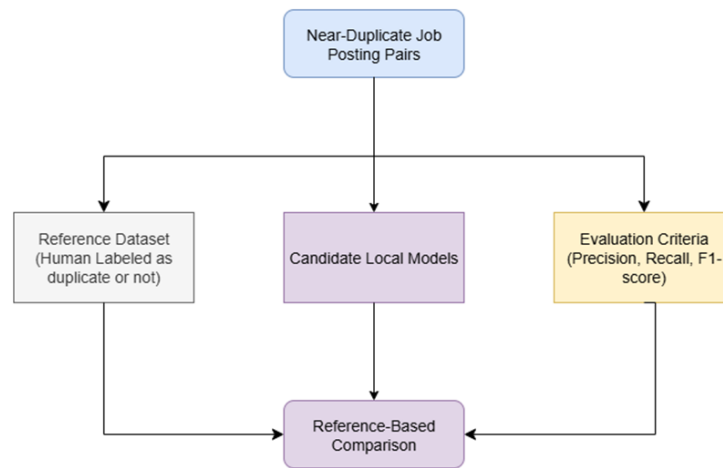 Near-Duplicate Job
Posting Pairs
Reference Dataset
(Human Labeled as
duplicate or not)
Candidate Local Models
Evaluation Criteria
(Precision, Recall, F1-
score)
Reference-Based
Comparison